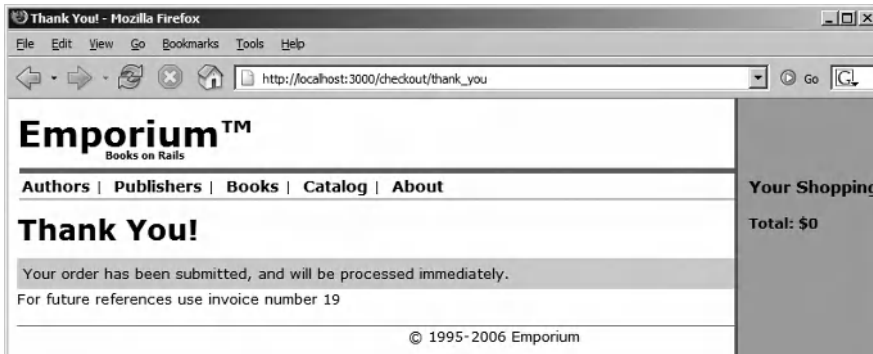 Thank You! - Mozilla Firefox
File Edit View Go Bookmarks Tools Help
http://localhost:3000/checkout/thank_you Go G
Emporium™
Books on Rails
Authors | Publishers | Books | Catalog | About
Your Shopping
Total: $0
Thank You!
Your order has been submitted, and will be processed immediately.
For future references use invoice number 19
© 1995-2006 Emporium